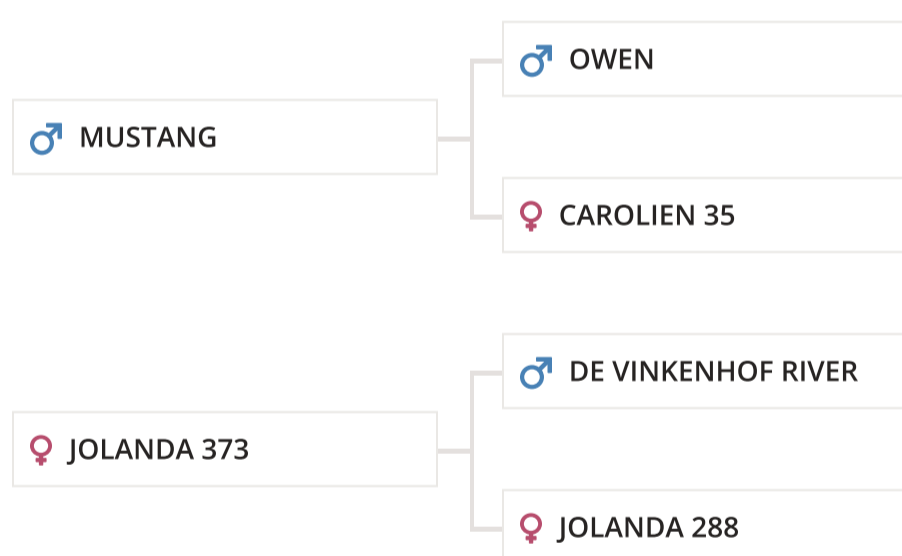 OWEN
MUSTANG
CAROLIEN 35
DE VINKENHOF RIVER
JOLANDA 373
JOLANDA 288